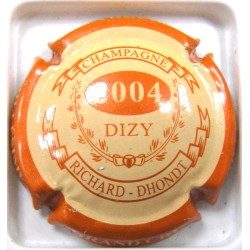 CHAMPAGNE
2004
DIZY
RICHARD - DHONDT